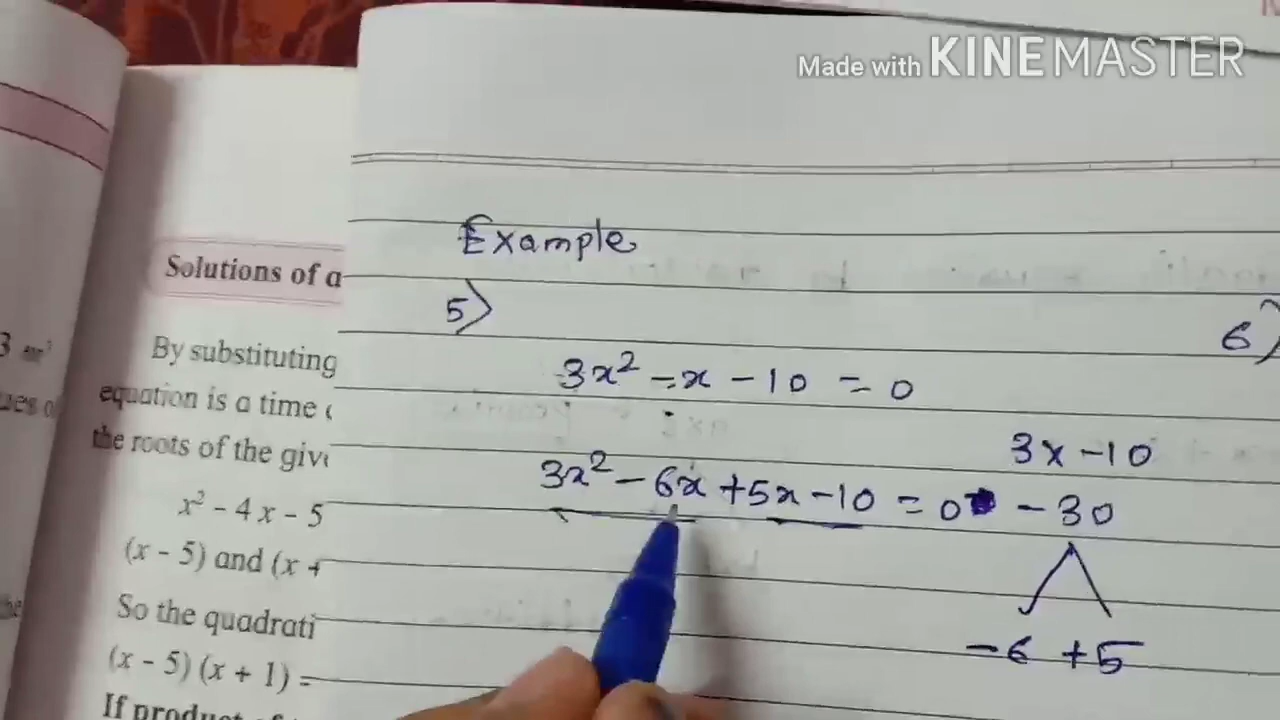 Made with KINEMASTER
Example
5)
6)
3x² - x - 10 = 0
3x - 10
3x² - 6x + 5x - 10 = 0
- 30
- 6 + 5
Solutions of a
By substituting
equation is a time
the roots of the give
x² - 4x - 5
(x - 5) and (x +
So the quadrati
(x - 5) (x + 1) =
If product